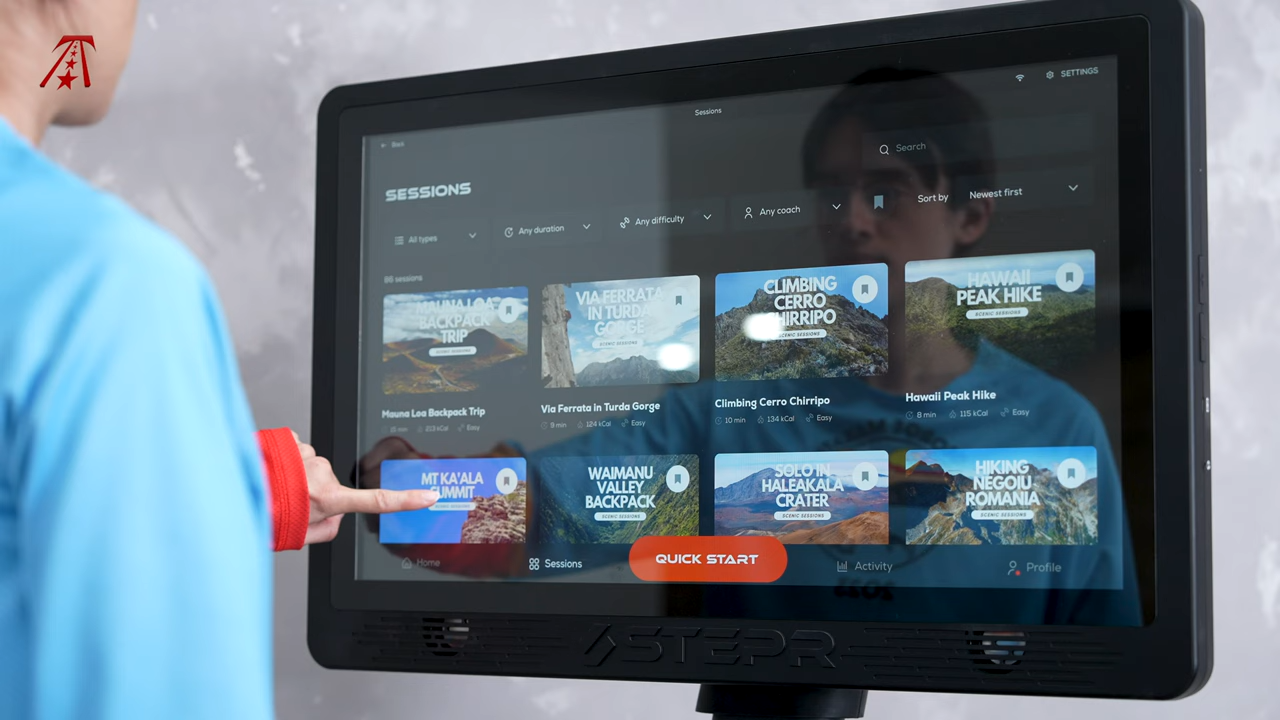 SETTINGS
Sessions
Back
Search
SESSIONS
All types
Any duration
Any difficulty
Any coach
Sort by
Newest first
86 sessions
MAUNA LOA
BACKPACK
TRIP
SCENIC SESSIONS
VIA FERRATA
IN TURDA
GORGE
SCENIC SESSIONS
CLIMBING
CERRO
CHIRRIPO
SCENIC SESSIONS
HAWAII
PEAK HIKE
SCENIC SESSIONS
Mauna Loa Backpack Trip
213 kCal Easy
Via Ferrata in Turda Gorge
9 min 124 kCal Easy
Climbing Cerro Chirripo
10 min 134 kCal Easy
Hawaii Peak Hike
8 min 115 kCal Easy
MT KA'ALA
SUMMIT
SCENIC SESSIONS
WAIMANU
VALLEY
BACKPACK
SCENIC SESSIONS
SOLO IN
HALEAKALA
CRATER
SCENIC SESSIONS
HIKING
NEGOIU
ROMANIA
SCENIC SESSIONS
Home
Sessions
QUICK START
Activity
Profile
STEPR